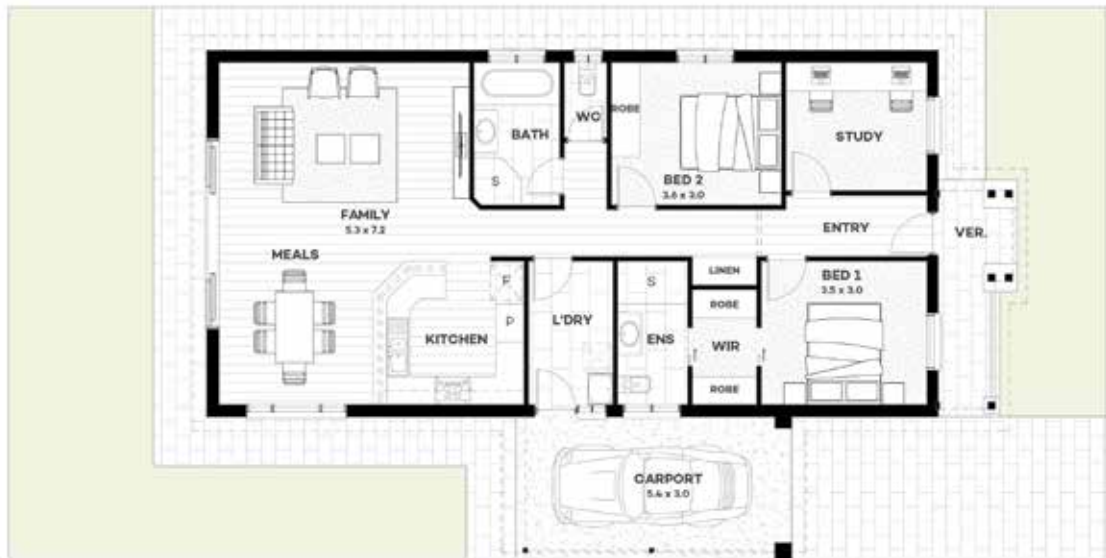 ROBE
WC
BATH
S
BED 2
3.6 x 3.0
STUDY
FAMILY
5.3 x 7.2
MEALS
ENTRY
VER.
F
P
KITCHEN
L'DRY
S
ENS
LINEN
ROBE
WIR
ROBE
BED 1
3.5 x 3.0
CARPORT
5.4 x 3.0